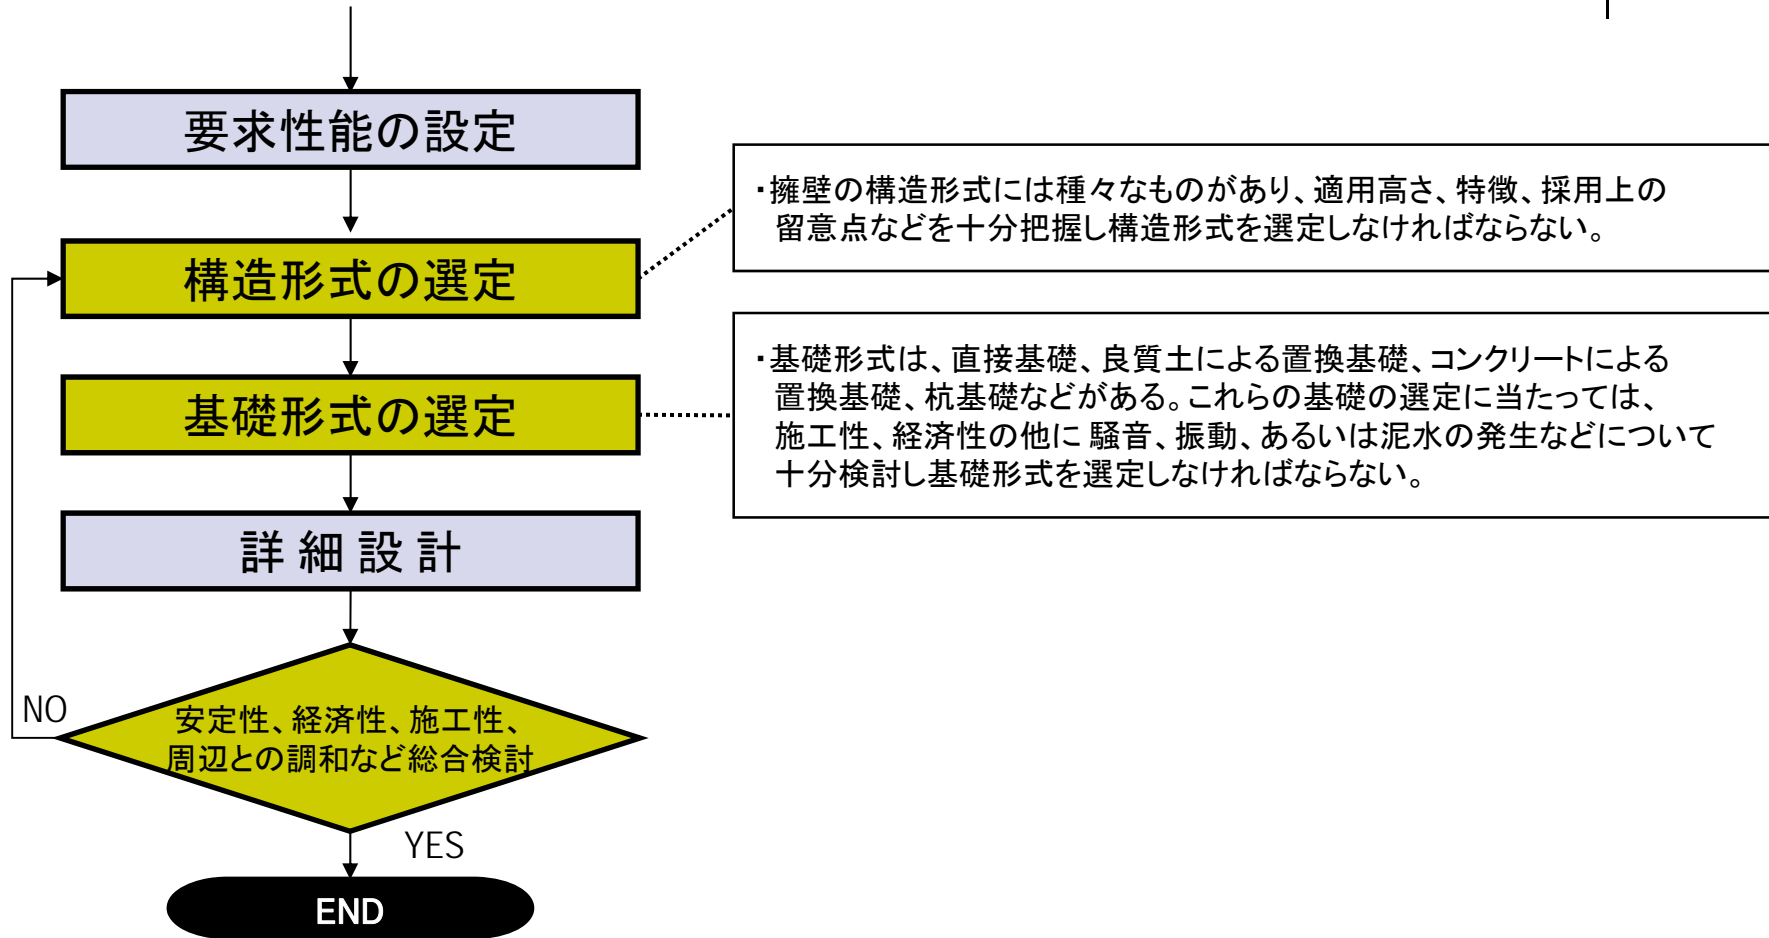 要求性能の設定
・擁壁の構造形式には種々なものがあり、適用高さ、特徴、採用上の
留意点などを十分把握し構造形式を選定しなければならない。
構造形式の選定
・基礎形式は、直接基礎、良質土による置換基礎、コンクリートによる
置換基礎、杭基礎などがある。これらの基礎の選定に当たっては、
施工性、経済性の他に 騒音、振動、あるいは泥水の発生などについて
十分検討し基礎形式を選定しなければならない。
基礎形式の選定
詳 細 設 計
NO
安定性、経済性、施工性、
周辺との調和など総合検討
YES
END